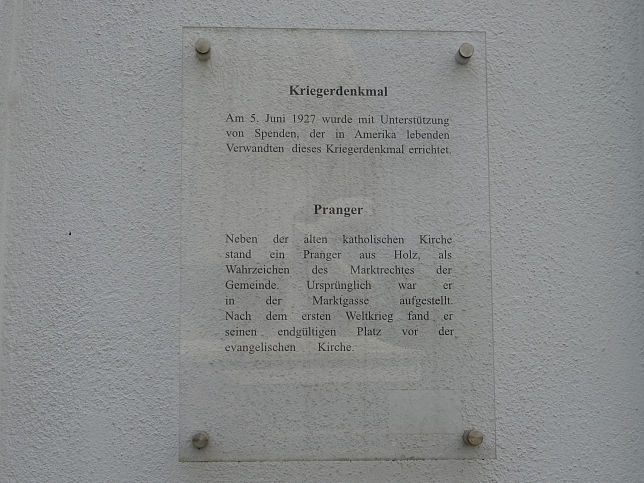 Kriegerdenkmal
Am 5. Juni 1927 wurde mit Unterstützung
von Spenden, der in Amerika lebenden
Verwandten dieses Kriegerdenkmal errichtet.
Pranger
Neben der alten katholischen Kirche
stand ein Pranger aus Holz, als
Wahrzeichen des Marktrechtes der
Gemeinde. Ursprünglich war er
in der Marktgasse aufgestellt.
Nach dem ersten Weltkrieg fand er
seinen endgültigen Platz vor der
evangelischen Kirche.